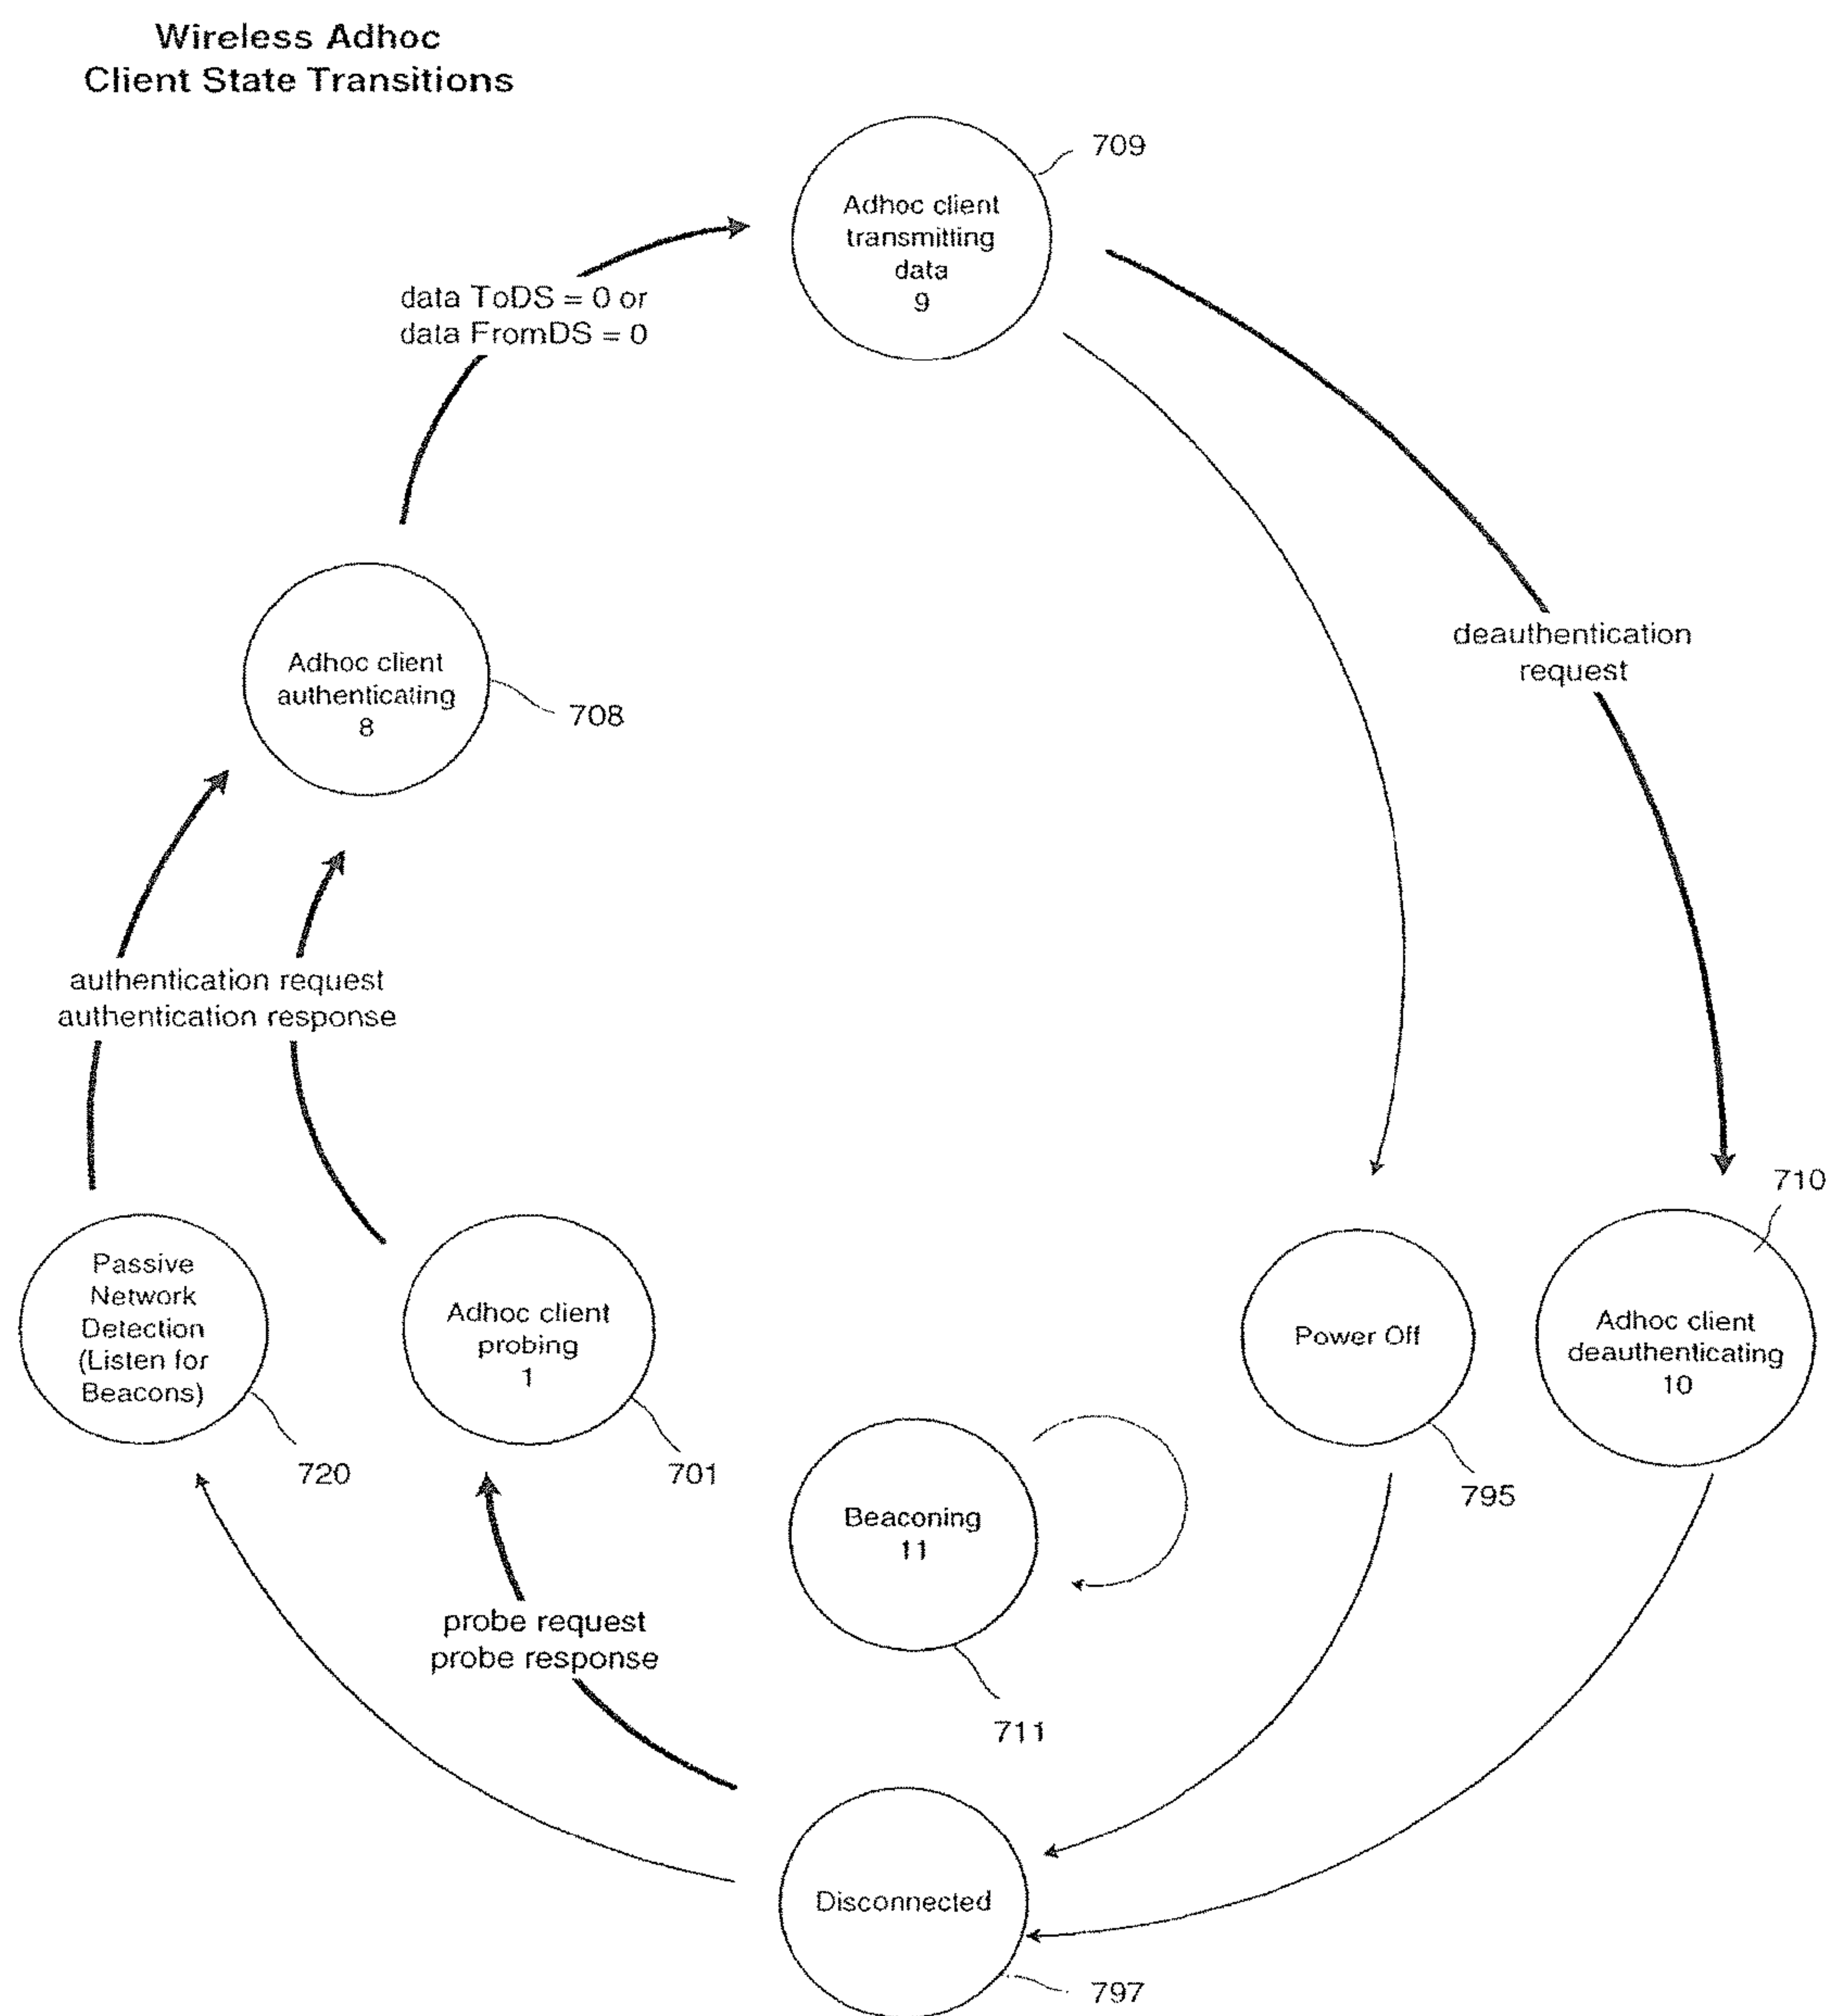 Wireless Adhoc
Client State Transitions
709
Adhoc client
transmitting
data
9
data ToDS = 0 or
data FromDS = 0
deauthentication
request
Adhoc client
authenticating
8
708
authentication request
authentication response
710
Passive
Network
Detection
(Listen for
Beacons)
720
Adhoc client
probing
1
701
Power Off
795
Adhoc client
deauthenticating
10
Beaconing
11
711
probe request
probe response
Disconnected
797